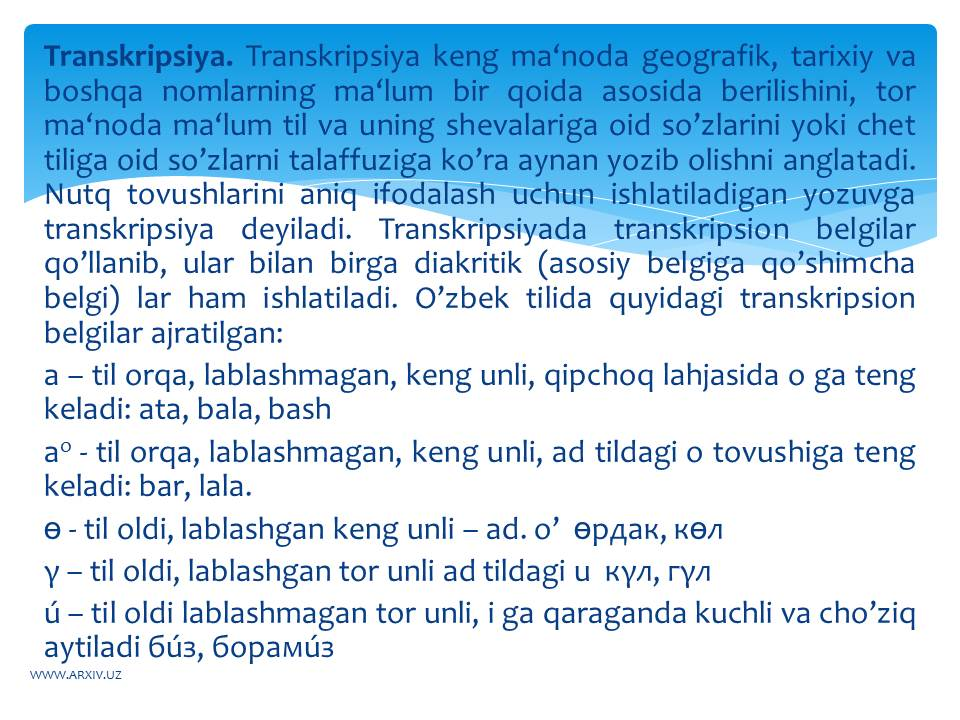 Transkripsiya. Transkripsiya keng ma‘noda geografik, tarixiy va
boshqa nomlarning ma‘lum bir qoida asosida berilishini, tor
ma‘noda ma‘lum til va uning shevalariga oid so’zlarini yoki chet
tiliga oid so’zlarni talaffuziga ko’ra aynan yozib olishni anglatadi.
Nutq tovushlarini aniq ifodalash uchun ishlatiladigan yozuvga
transkripsiya deyiladi. Transkripsiyada transkripsion belgilar
qo’llanib, ular bilan birga diakritik (asosiy belgiga qo’shimcha
belgi) lar ham ishlatiladi. O’zbek tilida quyidagi transkripsion
belgilar ajratilgan:
a – til orqa, lablashmagan, keng unli, qipchoq lahjasida o ga teng
keladi: ata, bala, bash
aᵒ - til orqa, lablashmagan, keng unli, ad tildagi o tovushiga teng
keladi: bar, lala.
ө - til oldi, lablashgan keng unli – ad. o’ өрдак, көл
γ – til oldi, lablashgan tor unli ad tildagi u кγл, гγл
ú – til oldi lablashmagan tor unli, i ga qaraganda kuchli va cho’ziq
aytiladi бúз, борамúз
WWW.ARXIV.UZ